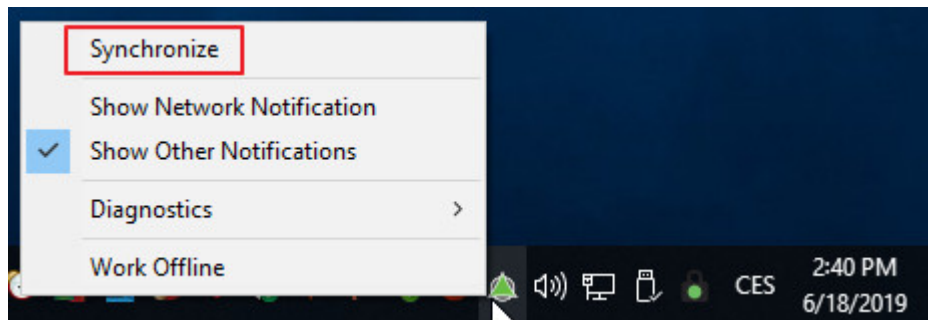 Synchronize
Show Network Notification
Show Other Notifications
Diagnostics
Work Offline
CES
2:40 PM
6/18/2019